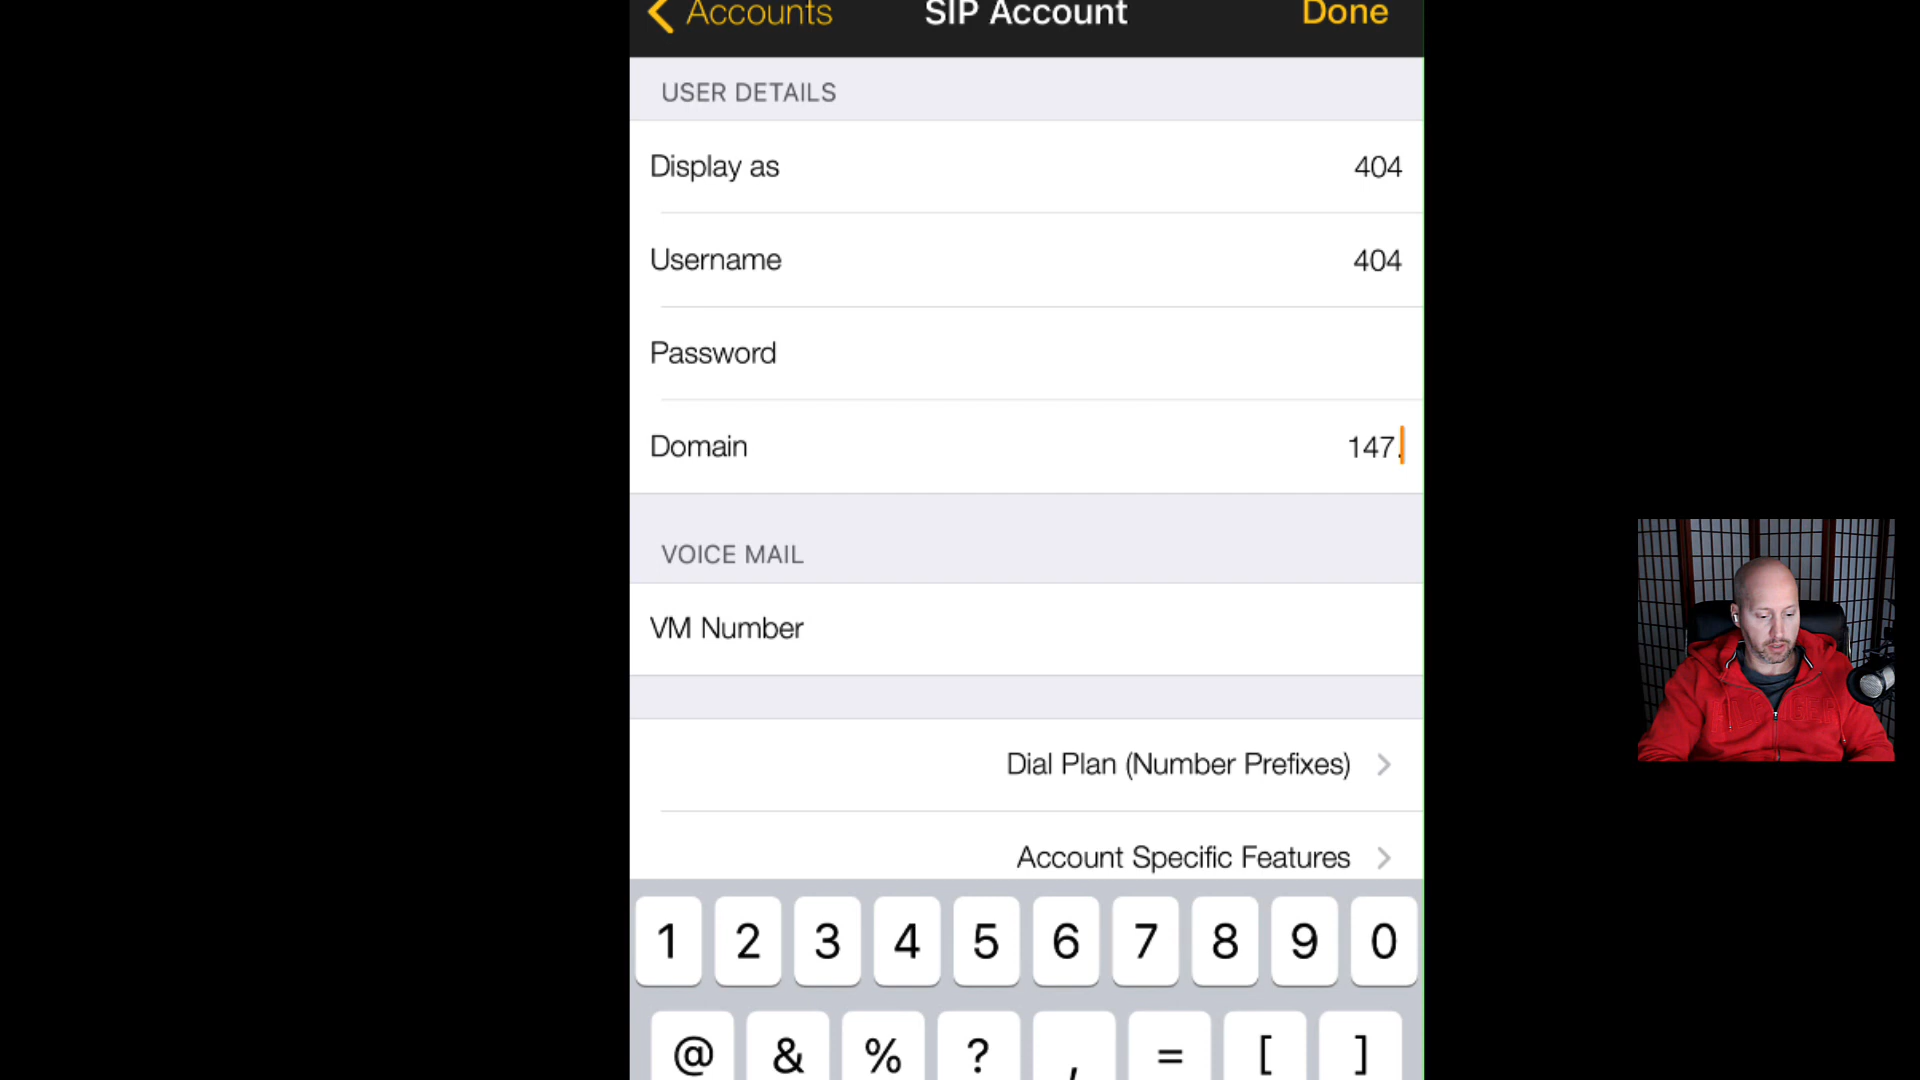 Accounts
SIP Account
Done
USER DETAILS
Display as
404
Username
404
Password
Domain
147.
VOICE MAIL
VM Number
Dial Plan (Number Prefixes)
Account Specific Features
1 2 3 4 5 6 7 8 9 0
@ & % ? , = [ ]